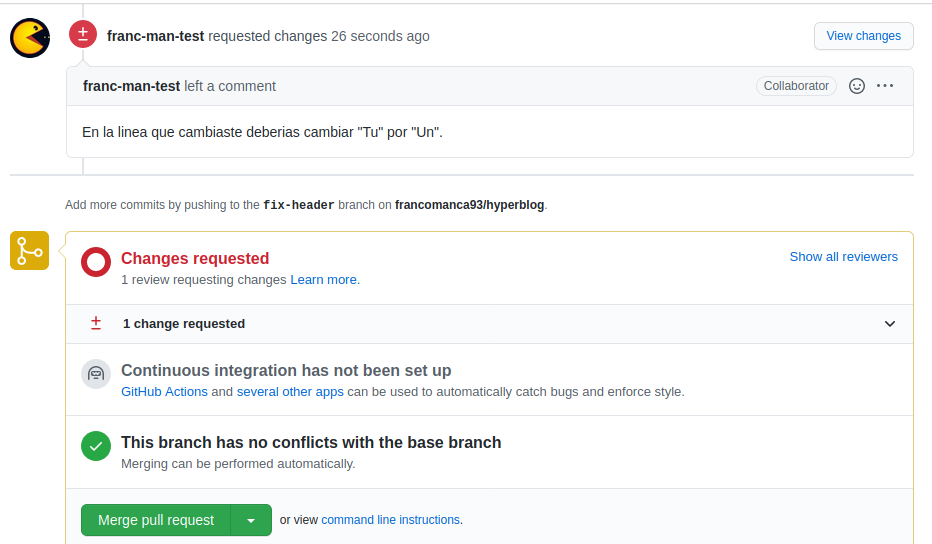 franc-man-test requested changes 26 seconds ago
View changes
franc-man-test left a comment
Collaborator
En la linea que cambiaste deberias cambiar "Tu" por "Un".
Add more commits by pushing to the fix-header branch on francomanca93/hyperblog.
Changes requested
Show all reviewers
1 review requesting changes Learn more.
1 change requested
Continuous integration has not been set up
GitHub Actions and several other apps can be used to automatically catch bugs and enforce style.
This branch has no conflicts with the base branch
Merging can be performed automatically.
Merge pull request
or view command line instructions.